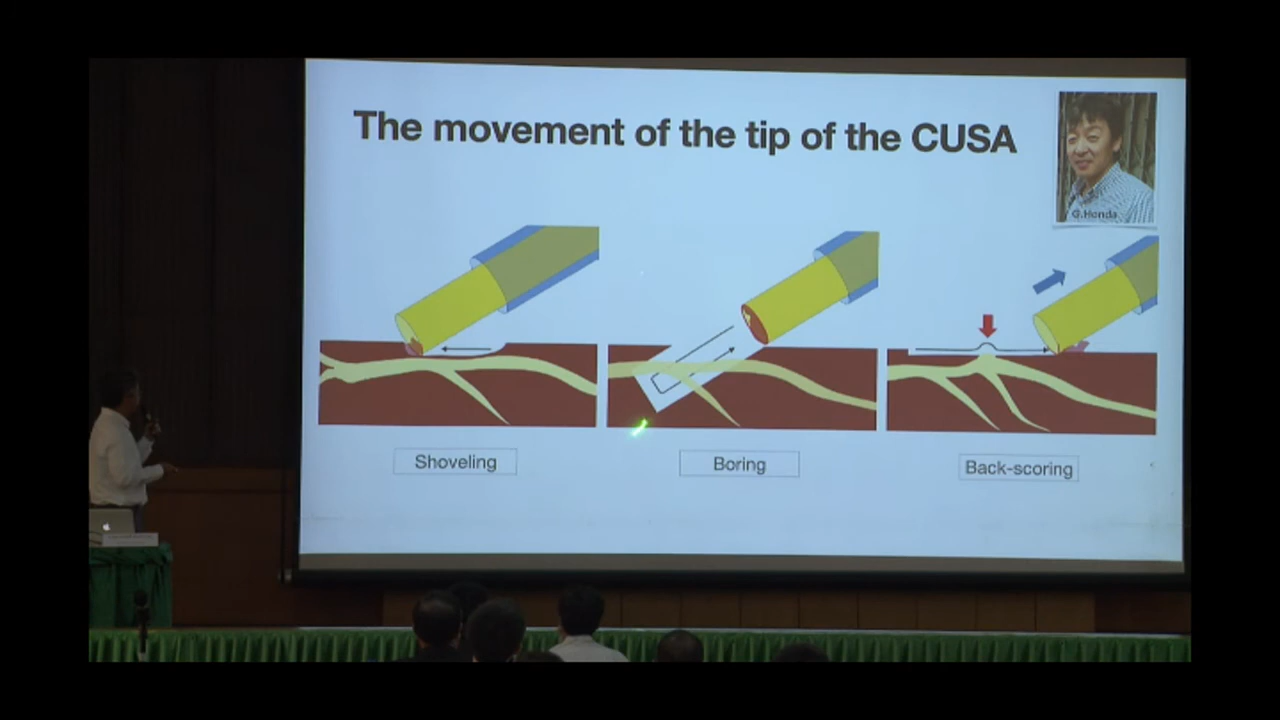 The movement of the tip of the CUSA
G.Honda
Shoveling
Boring
Back-scoring